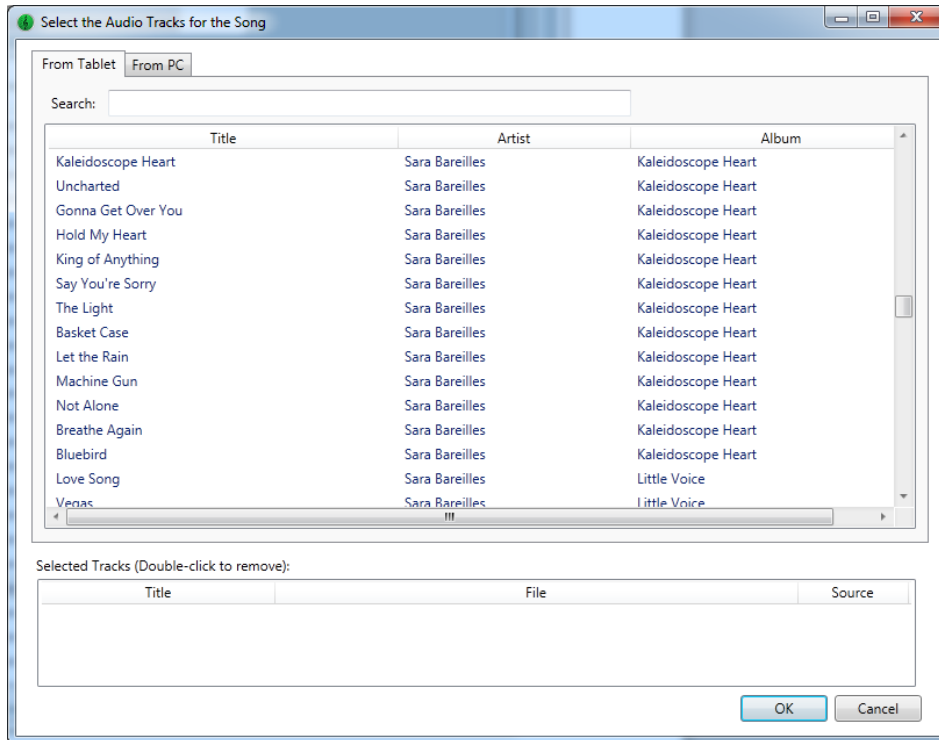 Select the Audio Tracks for the Song
From Tablet From PC
Search:
Title Artist Album
Kaleidoscope Heart Sara Bareilles Kaleidoscope Heart
Uncharted Sara Bareilles Kaleidoscope Heart
Gonna Get Over You Sara Bareilles Kaleidoscope Heart
Hold My Heart Sara Bareilles Kaleidoscope Heart
King of Anything Sara Bareilles Kaleidoscope Heart
Say You're Sorry Sara Bareilles Kaleidoscope Heart
The Light Sara Bareilles Kaleidoscope Heart
Basket Case Sara Bareilles Kaleidoscope Heart
Let the Rain Sara Bareilles Kaleidoscope Heart
Machine Gun Sara Bareilles Kaleidoscope Heart
Not Alone Sara Bareilles Kaleidoscope Heart
Breathe Again Sara Bareilles Kaleidoscope Heart
Bluebird Sara Bareilles Kaleidoscope Heart
Love Song Sara Bareilles Little Voice
Vegas Sara Bareilles Little Voice
Selected Tracks (Double-click to remove):
Title File Source
OK Cancel